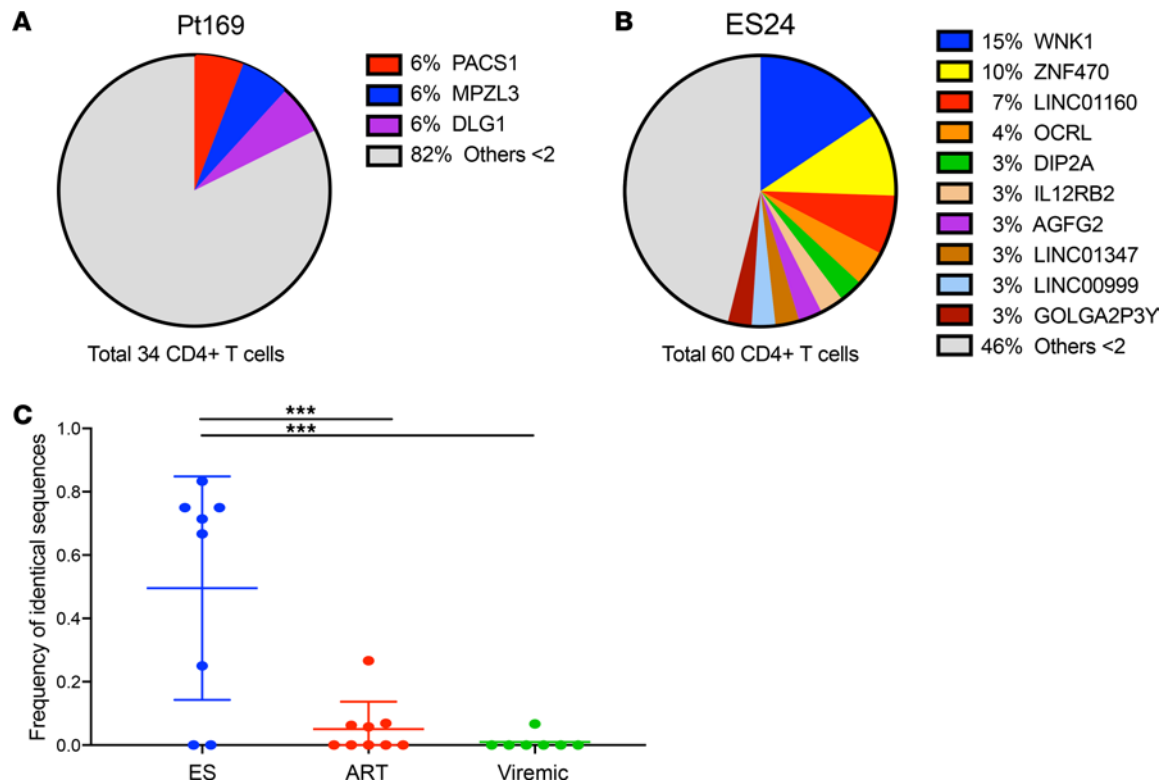 A
Pt169
6% PACS1
6% MPZL3
6% DLG1
82% Others <2
Total 34 CD4+ T cells
B
ES24
15% WNK1
10% ZNF470
7% LINC01160
4% OCRL
3% DIP2A
3% IL12RB2
3% AGFG2
3% LINC01347
3% LINC00999
3% GOLGA2P3Y
46% Others <2
Total 60 CD4+ T cells
C
***
***
Frequency of identical sequences
1.0
0.8
0.6
0.4
0.2
0.0
ES ART Viremic